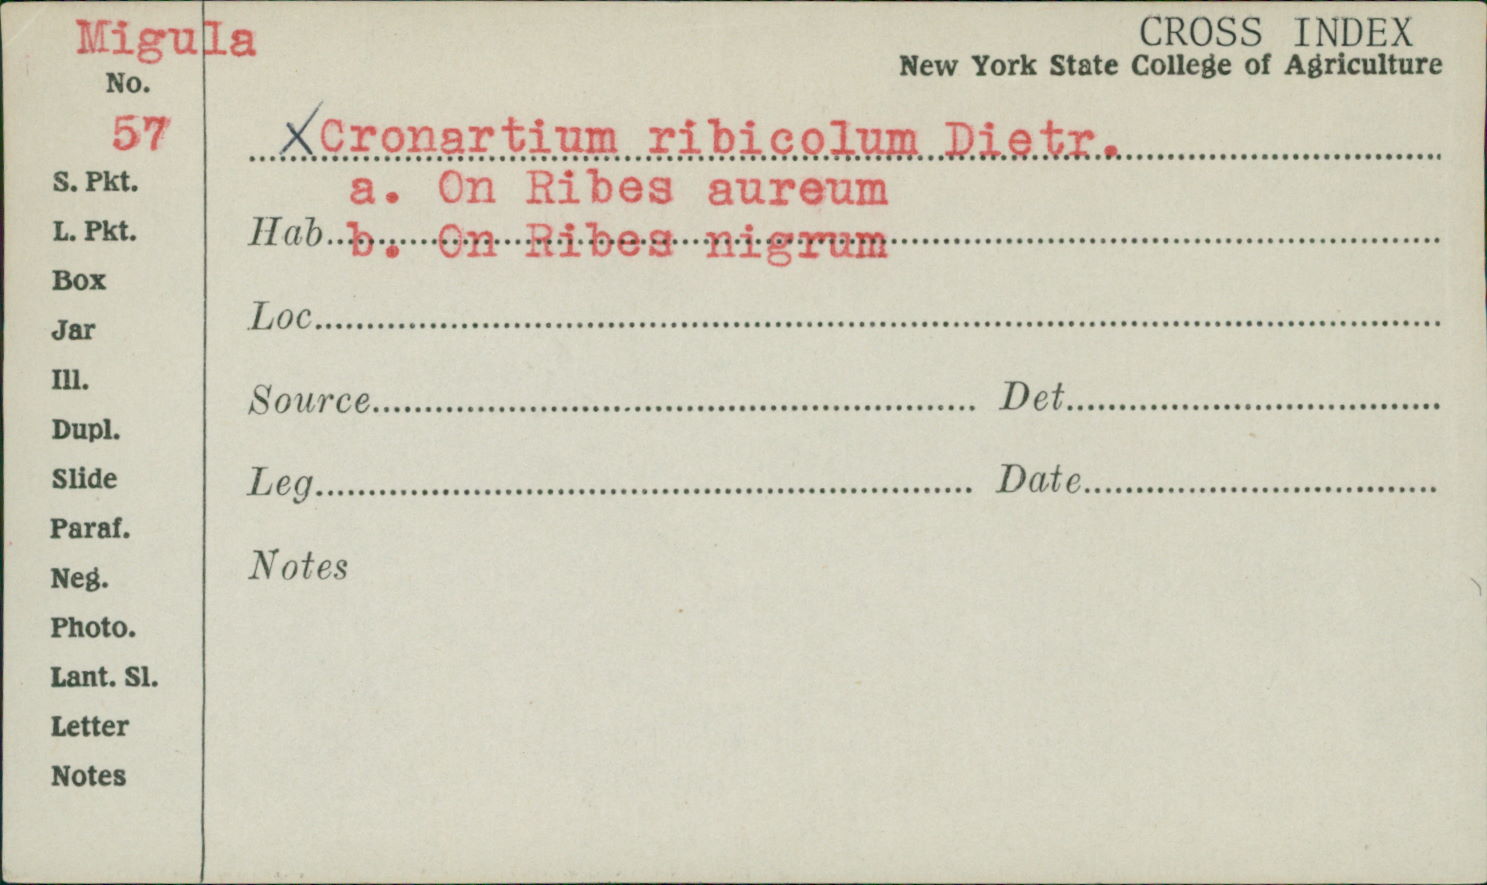 Migula
CROSS INDEX
No.
New York State College of Agriculture
57
XCronartium ribicolum Dietr.
S. Pkt.
a. On Ribes aureum
L. Pkt.
Hab. b. On Ribes nigrum
Box
Loc.
Jar
Ill.
Source Det.
Dupl.
Slide
Leg. Date
Paraf.
Notes
Neg.
Photo.
Lant. Sl.
Letter
Notes